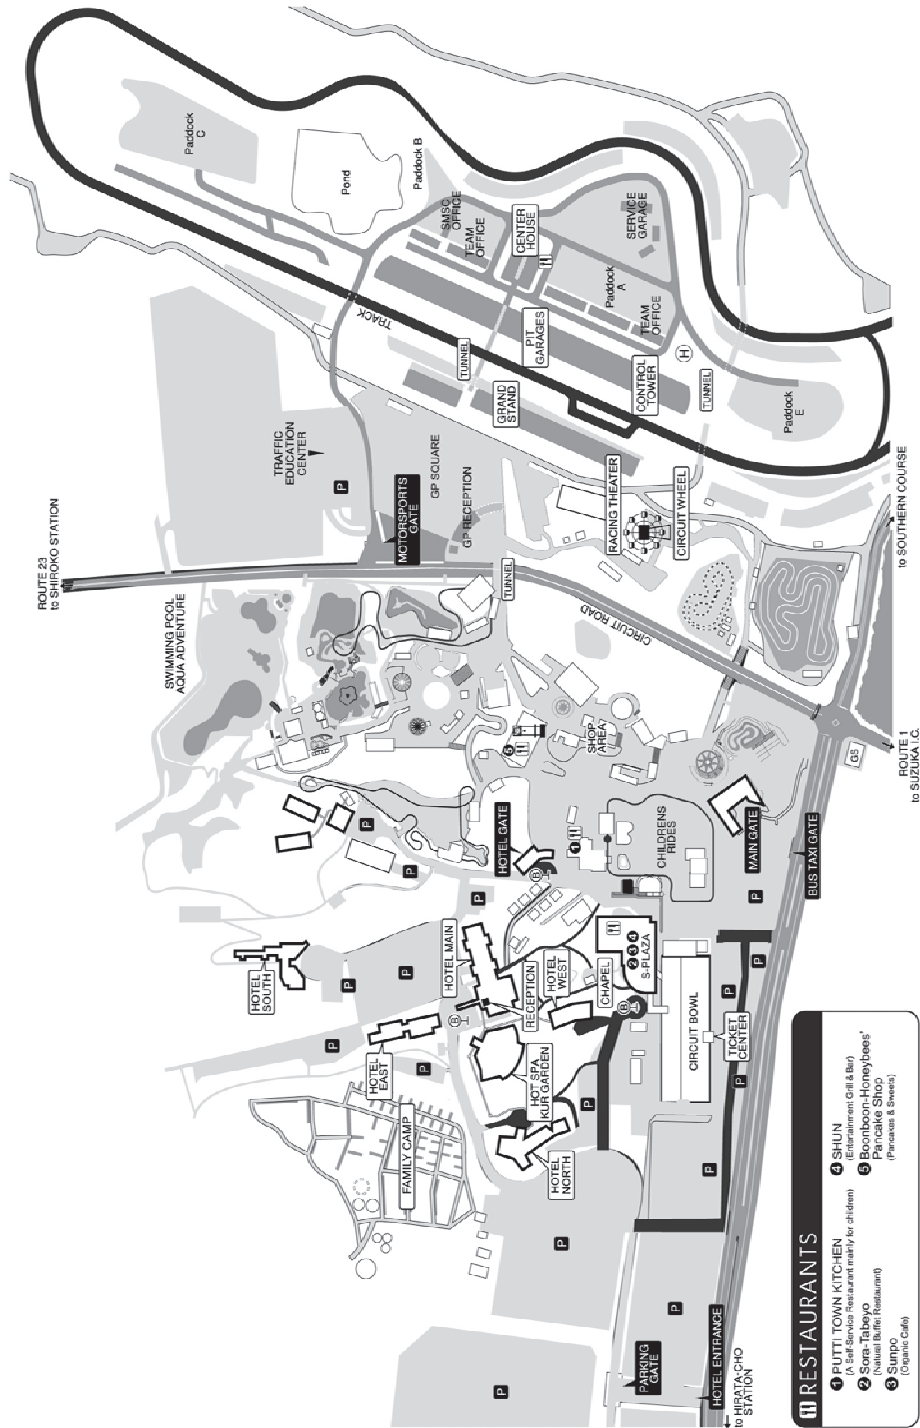 Paddock
C
Pond
Paddock B
SMSC
OFFICE
TEAM
OFFICE
CENTER
HOUSE
SERVICE
GARAGE
Paddock
A
TEAM
OFFICE
PIT
GARAGES
CONTROL
TOWER
H
TRACK
TUNNEL
GRAND
STAND
TUNNEL
Paddock
E
TRAFFIC
EDUCATION
CENTER
P
GP SQUARE
GP RECEPTION
MOTORSPORTS
GATE
RACING THEATER
CIRCUIT WHEEL
to SOUTHERN COURSE
ROUTE 23
to SHIROKO STATION
TUNNEL
CIRCUIT ROAD
SWIMMING POOL
AQUA ADVENTURE
SHOP
AREA
5
GS
ROUTE 1
to SUZUKA I.C.
P
P
HOTEL GATE
1
CHILDRENS
RIDES
MAIN GATE
BUS TAXI GATE
B
P
P
HOTEL
SOUTH
P
P
HOTEL MAIN
RECEPTION
HOTEL
WEST
CHAPEL
2 3 4
S-PLAZA
B
B
P
P
P
HOTEL
EAST
P
HOT SPA
KUR GARDEN
CIRCUIT BOWL
TICKET
CENTER
P
P
FAMILY CAMP
HOTEL
NORTH
P
P
P
P
P
PARKING
GATE
HOTEL ENTRANCE
to HIRATA-CHO
STATION
RESTAURANTS
1 PUTTI TOWN KITCHEN
(A Self-Service Restaurant mainly for children)
2 Sora-Tabeyo
(Natural Buffet Restaurant)
3 Sunpo
(Organic Cafe)
4 SHUN
(Entertainment Grill & Bar)
5 Boonboon-Honeybees'
Pancake Shop
(Pancakes & Sweets)